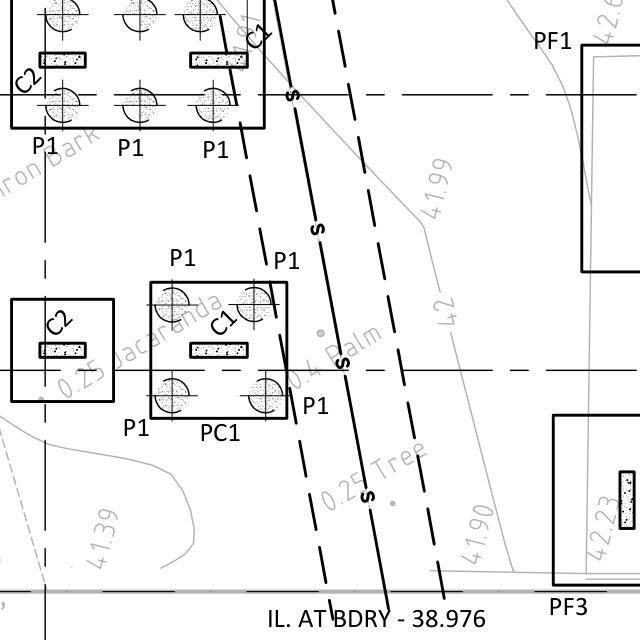 42.6
PF1
41.81
C1
C2
P1
P1
P1
Iron Bark
41.99
P1
P1
42
C2
C1
0.25 Jacaranda
0.4 Palm
P1
P1
PC1
0.25 Tree
S
S
S
S
41.39
41.90
42.23
PF3
IL. AT BDRY - 38.976